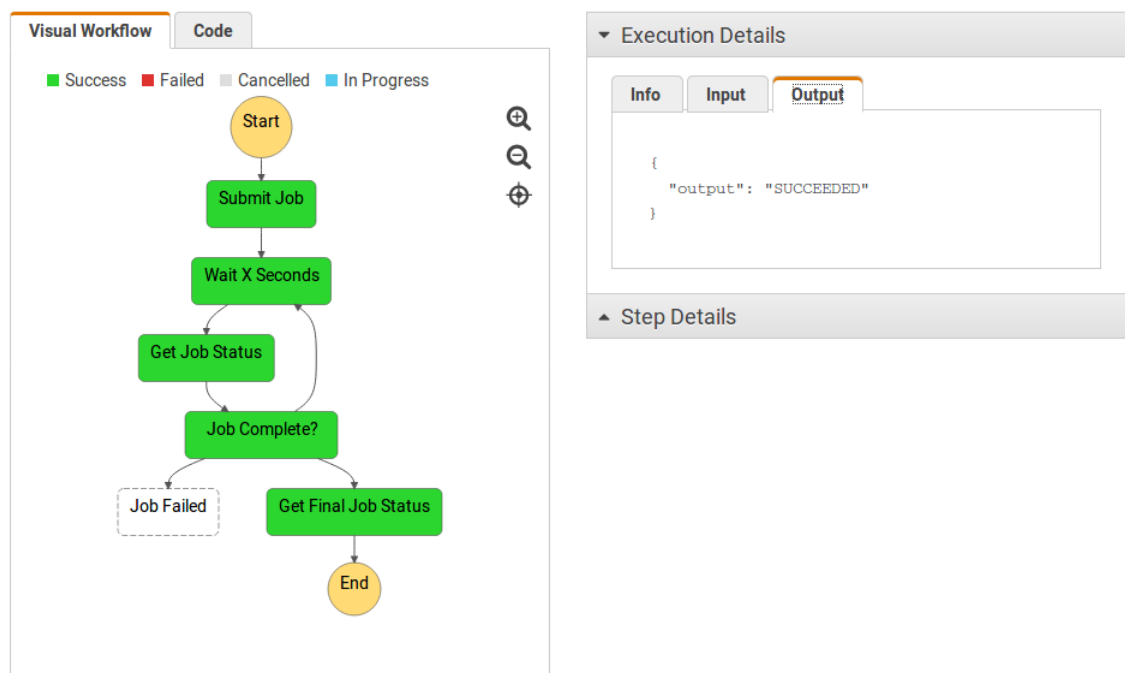 Visual Workflow
Code
Success Failed Cancelled In Progress
Start
Submit Job
Wait X Seconds
Get Job Status
Job Complete?
Job Failed
Get Final Job Status
End
Execution Details
Info
Input
Output
{
"output": "SUCCEEDED"
}
Step Details